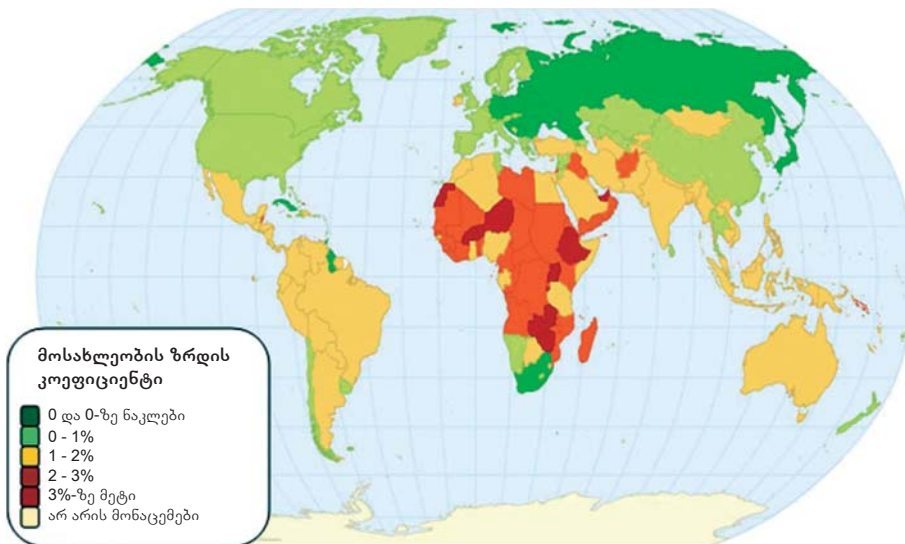 მოსახლეობის ზრდის
კოეფიციენტი
0 და 0-ზე ნაკლები
0 - 1%
1 - 2%
2 - 3%
3%-ზე მეტი
არ არის მონაცემები